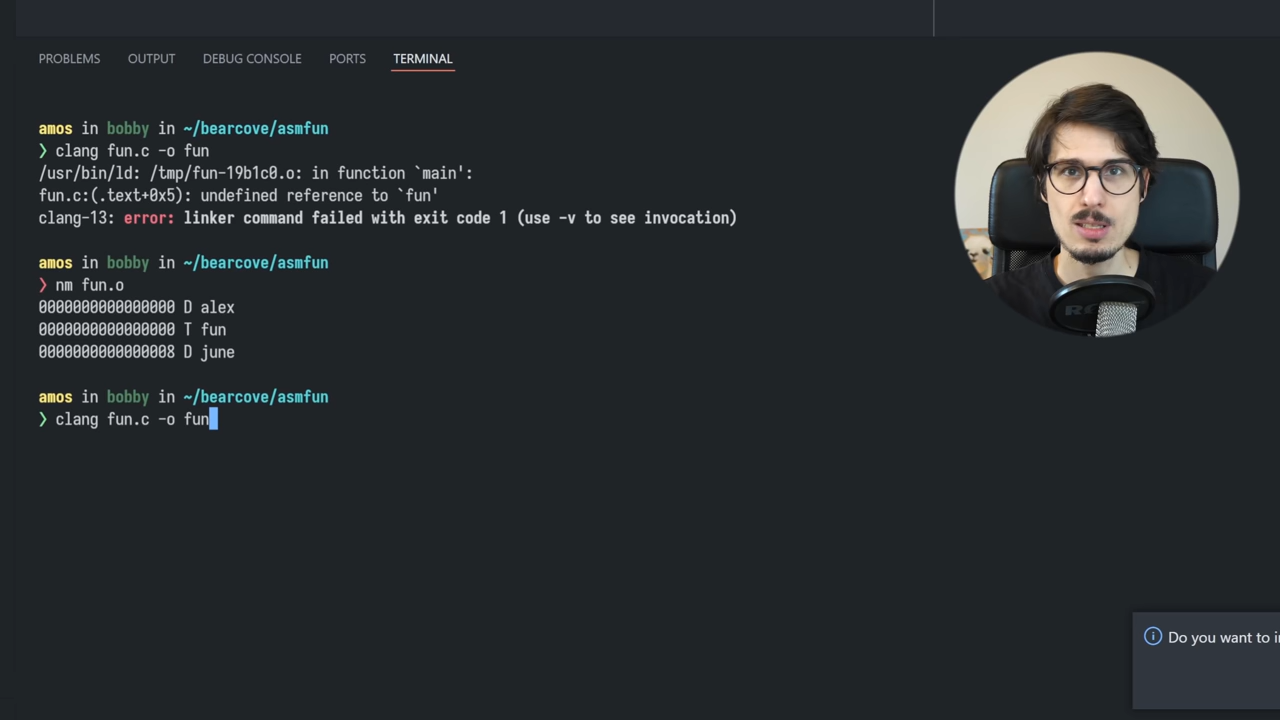 PROBLEMS OUTPUT DEBUG CONSOLE PORTS TERMINAL
amos in bobby in ~/bearcove/asmfun
❯ clang fun.c -o fun
/usr/bin/ld: /tmp/fun-19b1c0.o: in function `main':
fun.c:(.text+0x5): undefined reference to `fun'
clang-13: error: linker command failed with exit code 1 (use -v to see invocation)
amos in bobby in ~/bearcove/asmfun
❯ nm fun.o
0000000000000000 D alex
0000000000000000 T fun
0000000000000008 D june
amos in bobby in ~/bearcove/asmfun
❯ clang fun.c -o fun
Do you want to